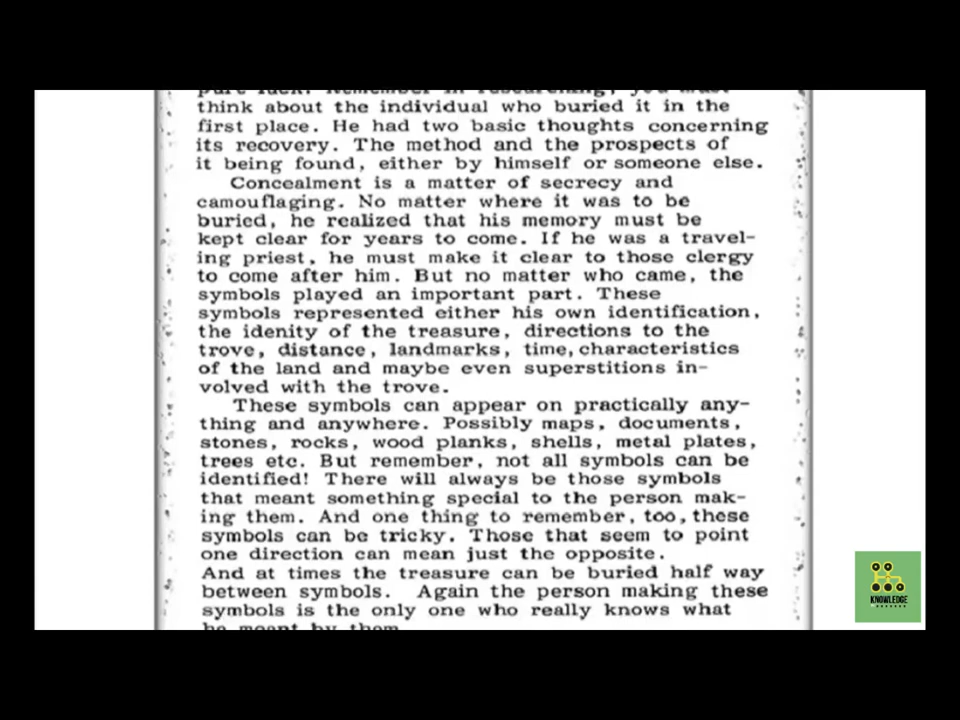 pure luck. Remember in researching, you must
think about the individual who buried it in the
first place. He had two basic thoughts concerning
its recovery. The method and the prospects of
it being found, either by himself or someone else.
Concealment is a matter of secrecy and
camouflaging. No matter where it was to be
buried, he realized that his memory must be
kept clear for years to come. If he was a travel-
ing priest, he must make it clear to those clergy
to come after him. But no matter who came, the
symbols played an important part. These
symbols represented either his own identification,
the idenity of the treasure, directions to the
trove, distance, landmarks, time, characteristics
of the land and maybe even superstitions in-
volved with the trove.
These symbols can appear on practically any-
thing and anywhere. Possibly maps, documents,
stones, rocks, wood planks, shells, metal plates,
trees etc. But remember, not all symbols can be
identified! There will always be those symbols
that meant something special to the person mak-
ing them. And one thing to remember, too, these
symbols can be tricky. Those that seem to point
one direction can mean just the opposite.
And at times the treasure can be buried half way
between symbols. Again the person making these
symbols is the only one who really knows what
he meant by them
KNOWLEDGE